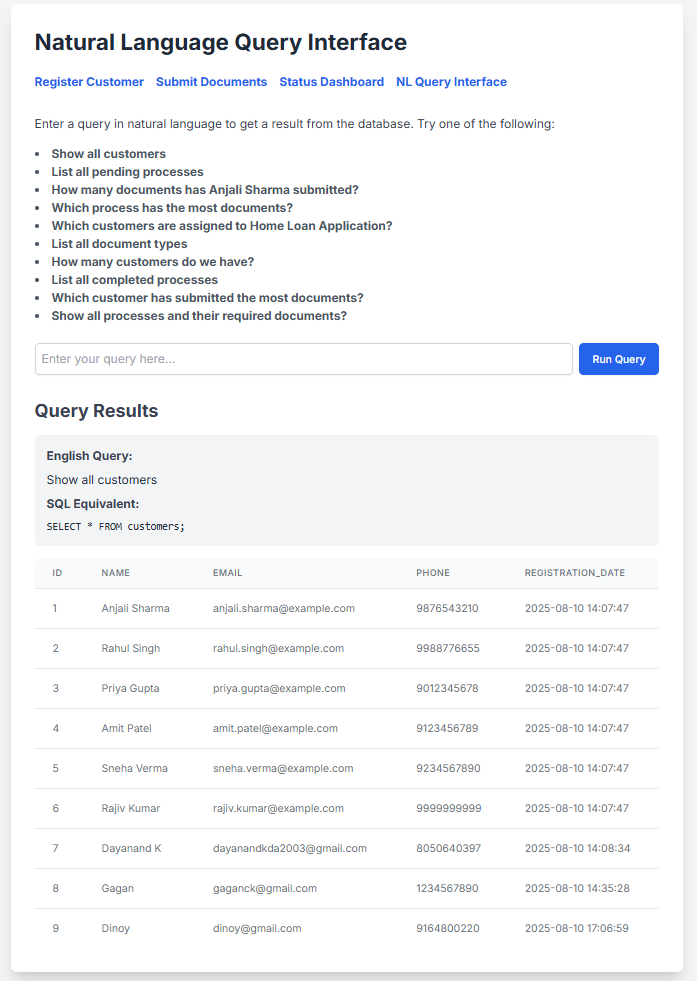 Natural Language Query Interface
Register Customer Submit Documents Status Dashboard NL Query Interface
Enter a query in natural language to get a result from the database. Try one of the following:
• Show all customers
• List all pending processes
• How many documents has Anjali Sharma submitted?
• Which process has the most documents?
• Which customers are assigned to Home Loan Application?
• List all document types
• How many customers do we have?
• List all completed processes
• Which customer has submitted the most documents?
• Show all processes and their required documents?
Enter your query here... Run Query
Query Results
English Query:
Show all customers
SQL Equivalent:
SELECT * FROM customers;
ID NAME EMAIL PHONE REGISTRATION_DATE
1 Anjali Sharma anjali.sharma@example.com 9876543210 2025-08-10 14:07:47
2 Rahul Singh rahul.singh@example.com 9988776655 2025-08-10 14:07:47
3 Priya Gupta priya.gupta@example.com 9012345678 2025-08-10 14:07:47
4 Amit Patel amit.patel@example.com 9123456789 2025-08-10 14:07:47
5 Sneha Verma sneha.verma@example.com 9234567890 2025-08-10 14:07:47
6 Rajiv Kumar rajiv.kumar@example.com 9999999999 2025-08-10 14:07:47
7 Dayanand K dayanandkda2003@gmail.com 8050640397 2025-08-10 14:08:34
8 Gagan gaganck@gmail.com 1234567890 2025-08-10 14:35:28
9 Dinoy dinoy@gmail.com 9164800220 2025-08-10 17:06:59